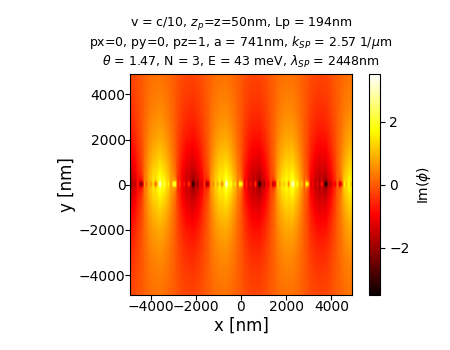 v = c/10, z_p=z=50nm, Lp = 194nm
px=0, py=0, pz=1, a = 741nm, k_SP = 2.57 1/μm
θ = 1.47, N = 3, E = 43 meV, λ_SP = 2448nm
4000
2000
0
−2000
−4000
y [nm]
−4000 −2000 0 2000 4000
x [nm]
2
0
−2
Im(ϕ)